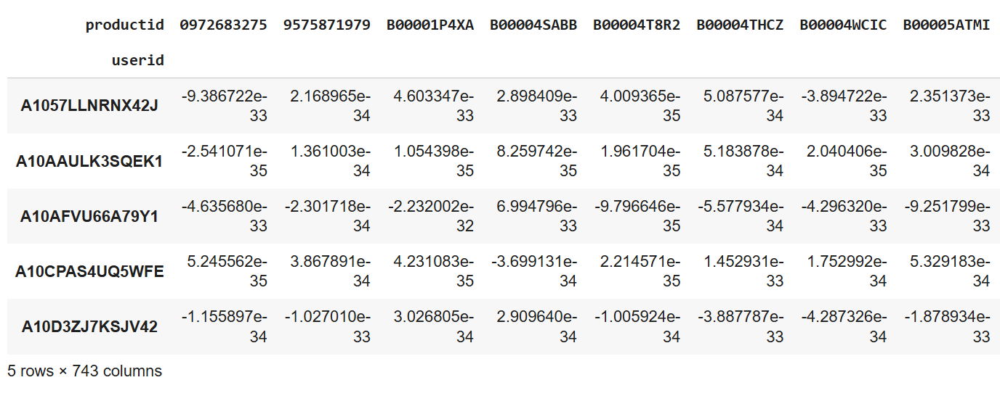 productid 0972683275 9575871979 B00001P4XA B00004SABB B00004T8R2 B00004THCZ B00004WCIC B00005ATMI
userid
A1057LLNRNX42J -9.386722e-33 2.168965e-34 4.603347e-33 2.898409e-33 4.009365e-35 5.087577e-34 -3.894722e-33 2.351373e-33
A10AAULK3SQEK1 -2.541071e-35 1.361003e-34 1.054398e-35 8.259742e-35 1.961704e-35 5.183878e-34 2.040406e-35 3.009828e-34
A10AFVU66A79Y1 -4.635680e-33 -2.301718e-34 -2.232002e-32 6.994796e-33 -9.796646e-35 -5.577934e-34 -4.296320e-33 -9.251799e-33
A10CPAS4UQ5WFE 5.245562e-35 3.867891e-34 4.231083e-35 -3.699131e-34 2.214571e-35 1.452931e-33 1.752992e-34 5.329183e-34
A10D3ZJ7KSJV42 -1.155897e-34 -1.027010e-33 3.026805e-34 2.909640e-34 -1.005924e-34 -3.887787e-33 -4.287326e-34 -1.878934e-33
5 rows × 743 columns